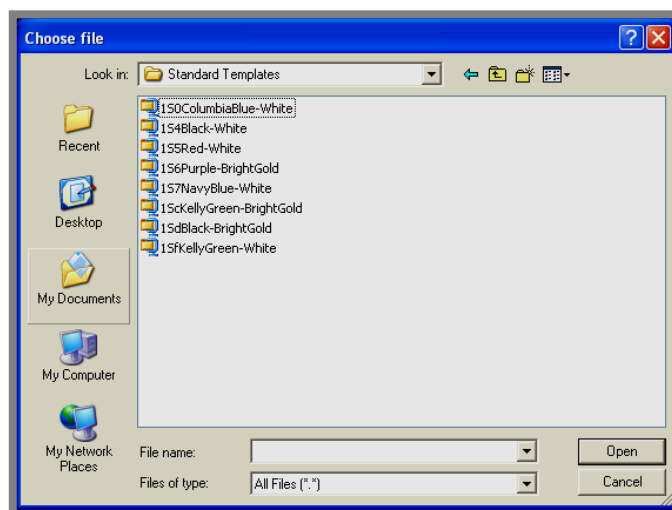 Choose file
Look in: Standard Templates
1S0ColumbiaBlue-White
1S4Black-White
1S5Red-White
1S6Purple-BrightGold
1S7NavyBlue-White
1ScKellyGreen-BrightGold
1SdBlack-BrightGold
1SfKellyGreen-White
Recent
Desktop
My Documents
My Computer
My Network
Places
File name:
Open
Files of type: All Files (*.*)
Cancel